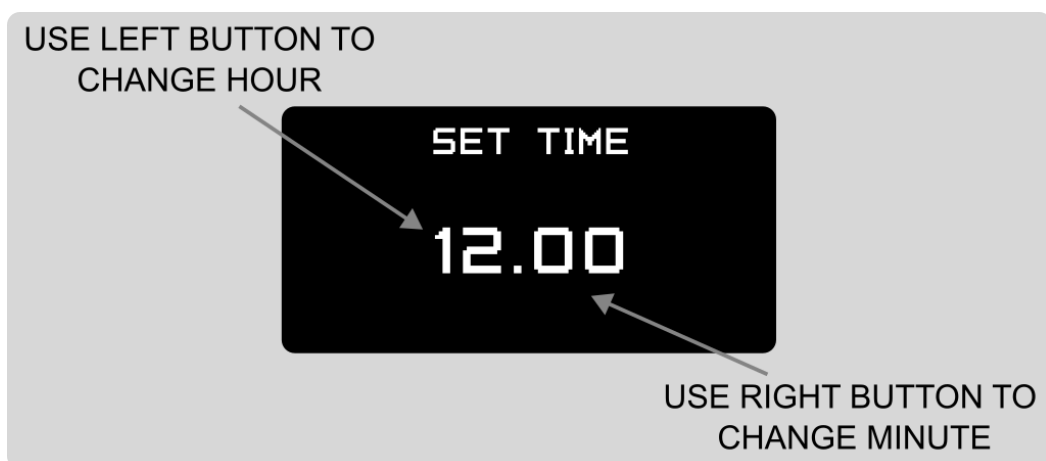 USE LEFT BUTTON TO
CHANGE HOUR
SET TIME
12.00
USE RIGHT BUTTON TO
CHANGE MINUTE